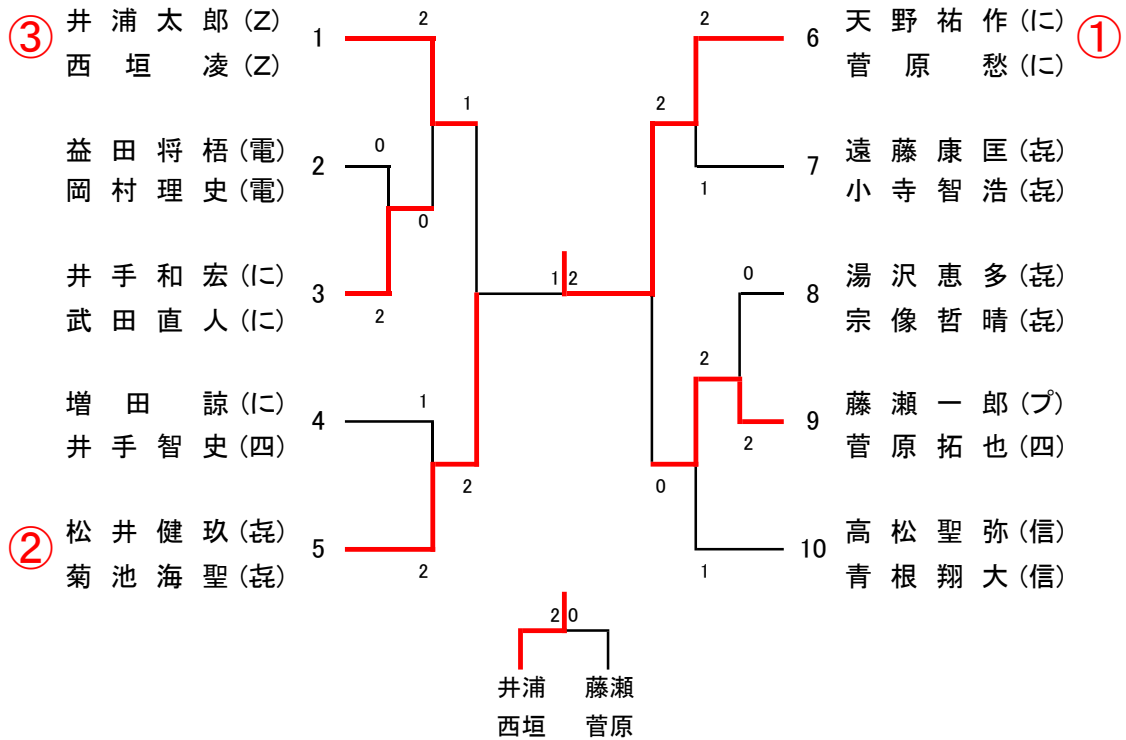 ③ 井浦太郎(Z) 1 2
西垣凌(Z)
2 6 天野祐作(に) ①
菅原愁(に)
1
2
益田将梧(電) 2 0
岡村理史(電)
0
7 遠藤康匡(㐂)
小寺智浩(㐂)
1
井手和宏(に) 3
武田直人(に)
2
1 2
0 8 湯沢恵多(㐂)
宗像哲晴(㐂)
2
増田諒(に) 4 1
井手智史(四)
2
9 藤瀬一郎(プ)
菅原拓也(四)
2
0
② 松井健玖(㐂) 5
菊池海聖(㐂)
2
10 高松聖弥(信)
青根翔大(信)
1
2 0
井浦 藤瀬
西垣 菅原